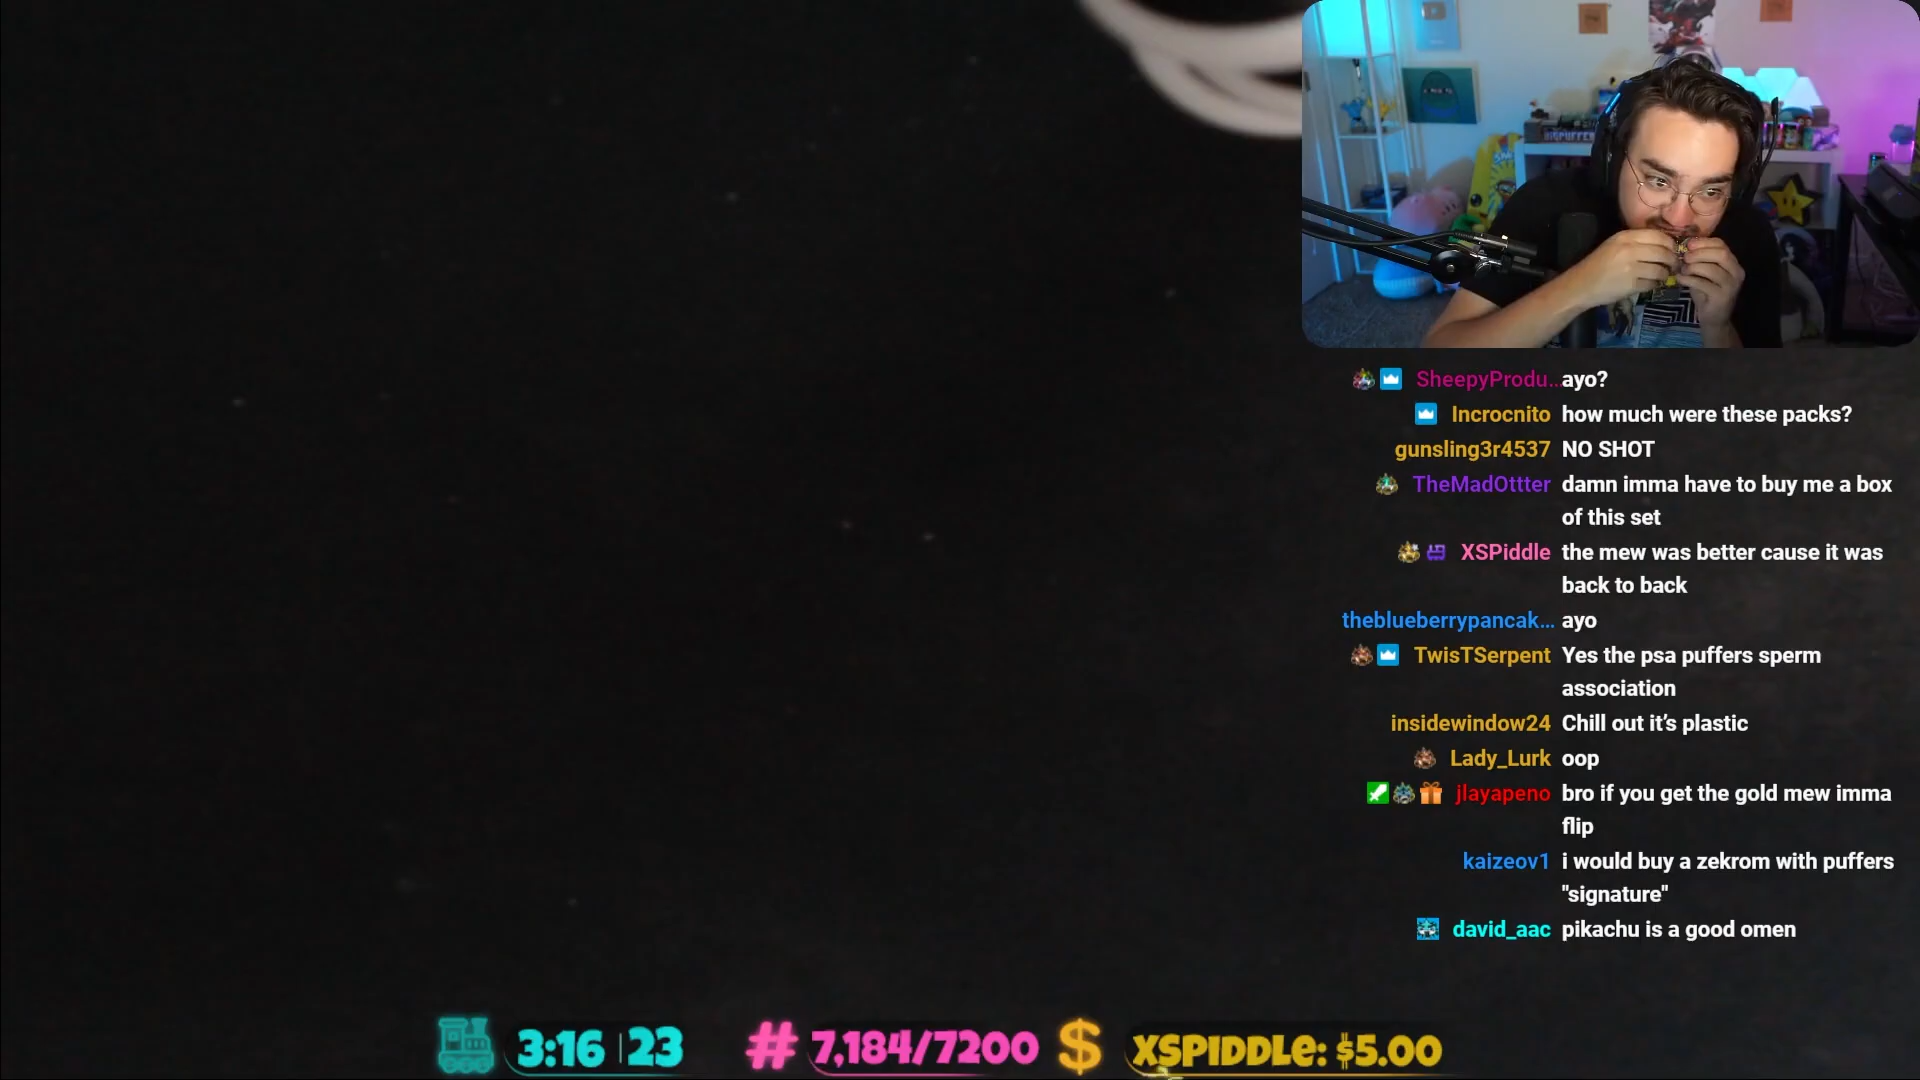 SheepyProdu... ayo?
Incrocnito how much were these packs?
gunsling3r4537 NO SHOT
TheMadOttter damn imma have to buy me a box
of this set
XSPiddle the mew was better cause it was
back to back
theblueberrypancak... ayo
TwisTSerpent Yes the psa puffers sperm
association
insidewindow24 Chill out it’s plastic
Lady_Lurk oop
jlayapeno bro if you get the gold mew imma
flip
kaizeov1 i would buy a zekrom with puffers
"signature"
david_aac pikachu is a good omen
3:16 | 23 # 7,184/7200 $ XSPIDDLe: $5.00